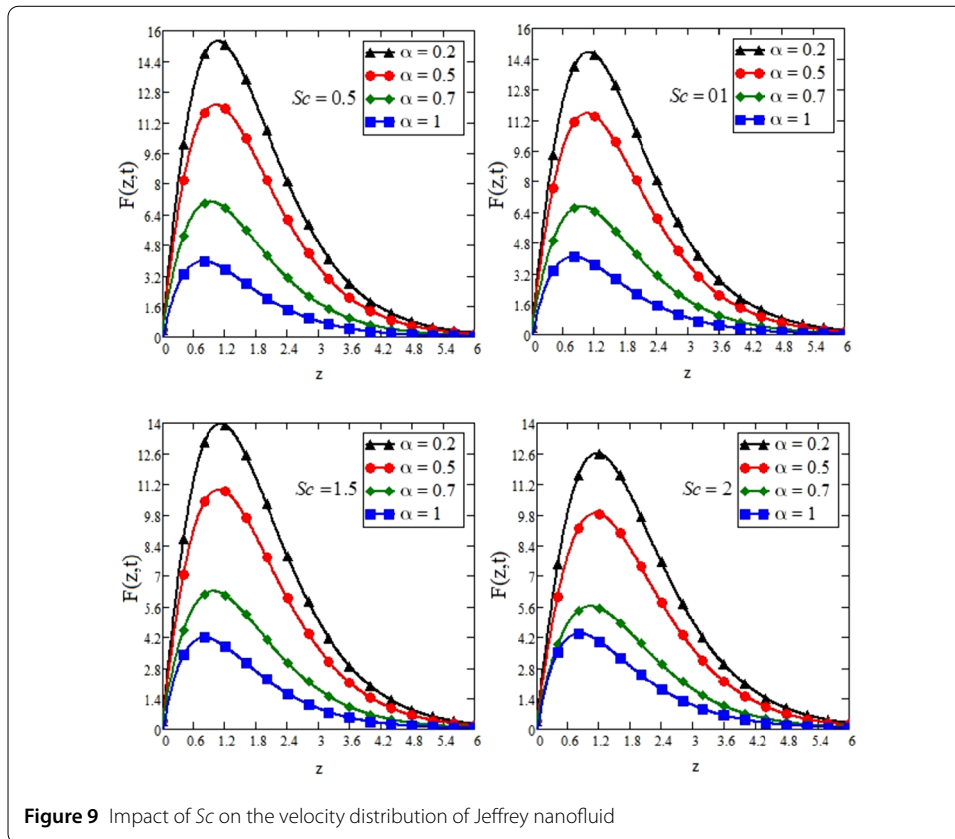 16
14.4
12.8
11.2
9.6
8
6.4
4.8
3.2
1.6
0
F(z,t)
α = 0.2
α = 0.5
α = 0.7
α = 1
Sc = 0.5
0 0.6 1.2 1.8 2.4 3 3.6 4.2 4.8 5.4 6
z
16
14.4
12.8
11.2
9.6
8
6.4
4.8
3.2
1.6
0
F(z,t)
α = 0.2
α = 0.5
α = 0.7
α = 1
Sc = 01
0 0.6 1.2 1.8 2.4 3 3.6 4.2 4.8 5.4 6
z
14
12.6
11.2
9.8
8.4
7
5.6
4.2
2.8
1.4
0
F(z,t)
α = 0.2
α = 0.5
α = 0.7
α = 1
Sc = 1.5
0 0.6 1.2 1.8 2.4 3 3.6 4.2 4.8 5.4 6
z
14
12.6
11.2
9.8
8.4
7
5.6
4.2
2.8
1.4
0
F(z,t)
α = 0.2
α = 0.5
α = 0.7
α = 1
Sc = 2
0 0.6 1.2 1.8 2.4 3 3.6 4.2 4.8 5.4 6
z
Figure 9 Impact of Sc on the velocity distribution of Jeffrey nanofluid